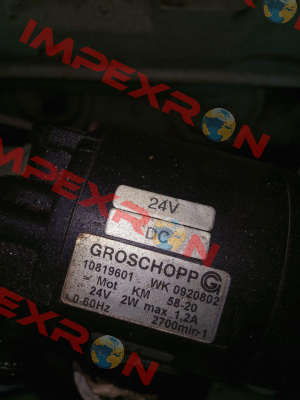 IMPEXRON
IMPEXRON
IMPEXRON
24V
DC
GROSCHOPP G
10819601 WK 0920802
~ Mot KM 58-20
24V 2W max 1,2A
0-60Hz 2700min-1